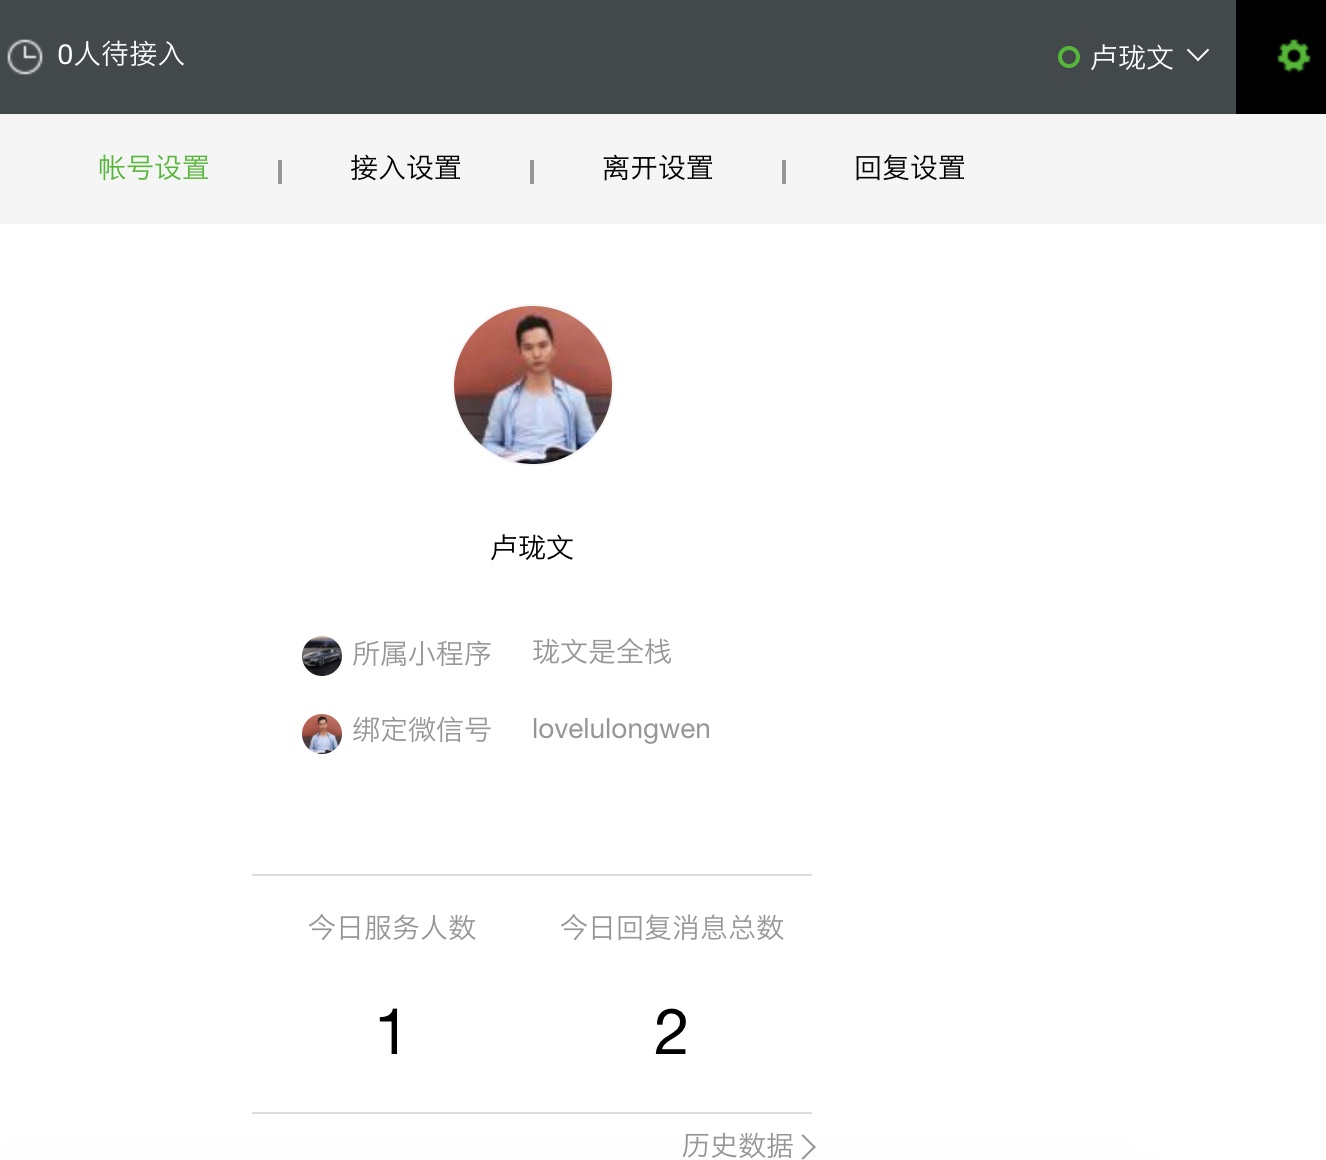 0人待接入
卢珑文
帐号设置 | 接入设置 | 离开设置 | 回复设置
卢珑文
所属小程序 珑文是全栈
绑定微信号 lovelulongwen
今日服务人数 今日回复消息总数
1 2
历史数据